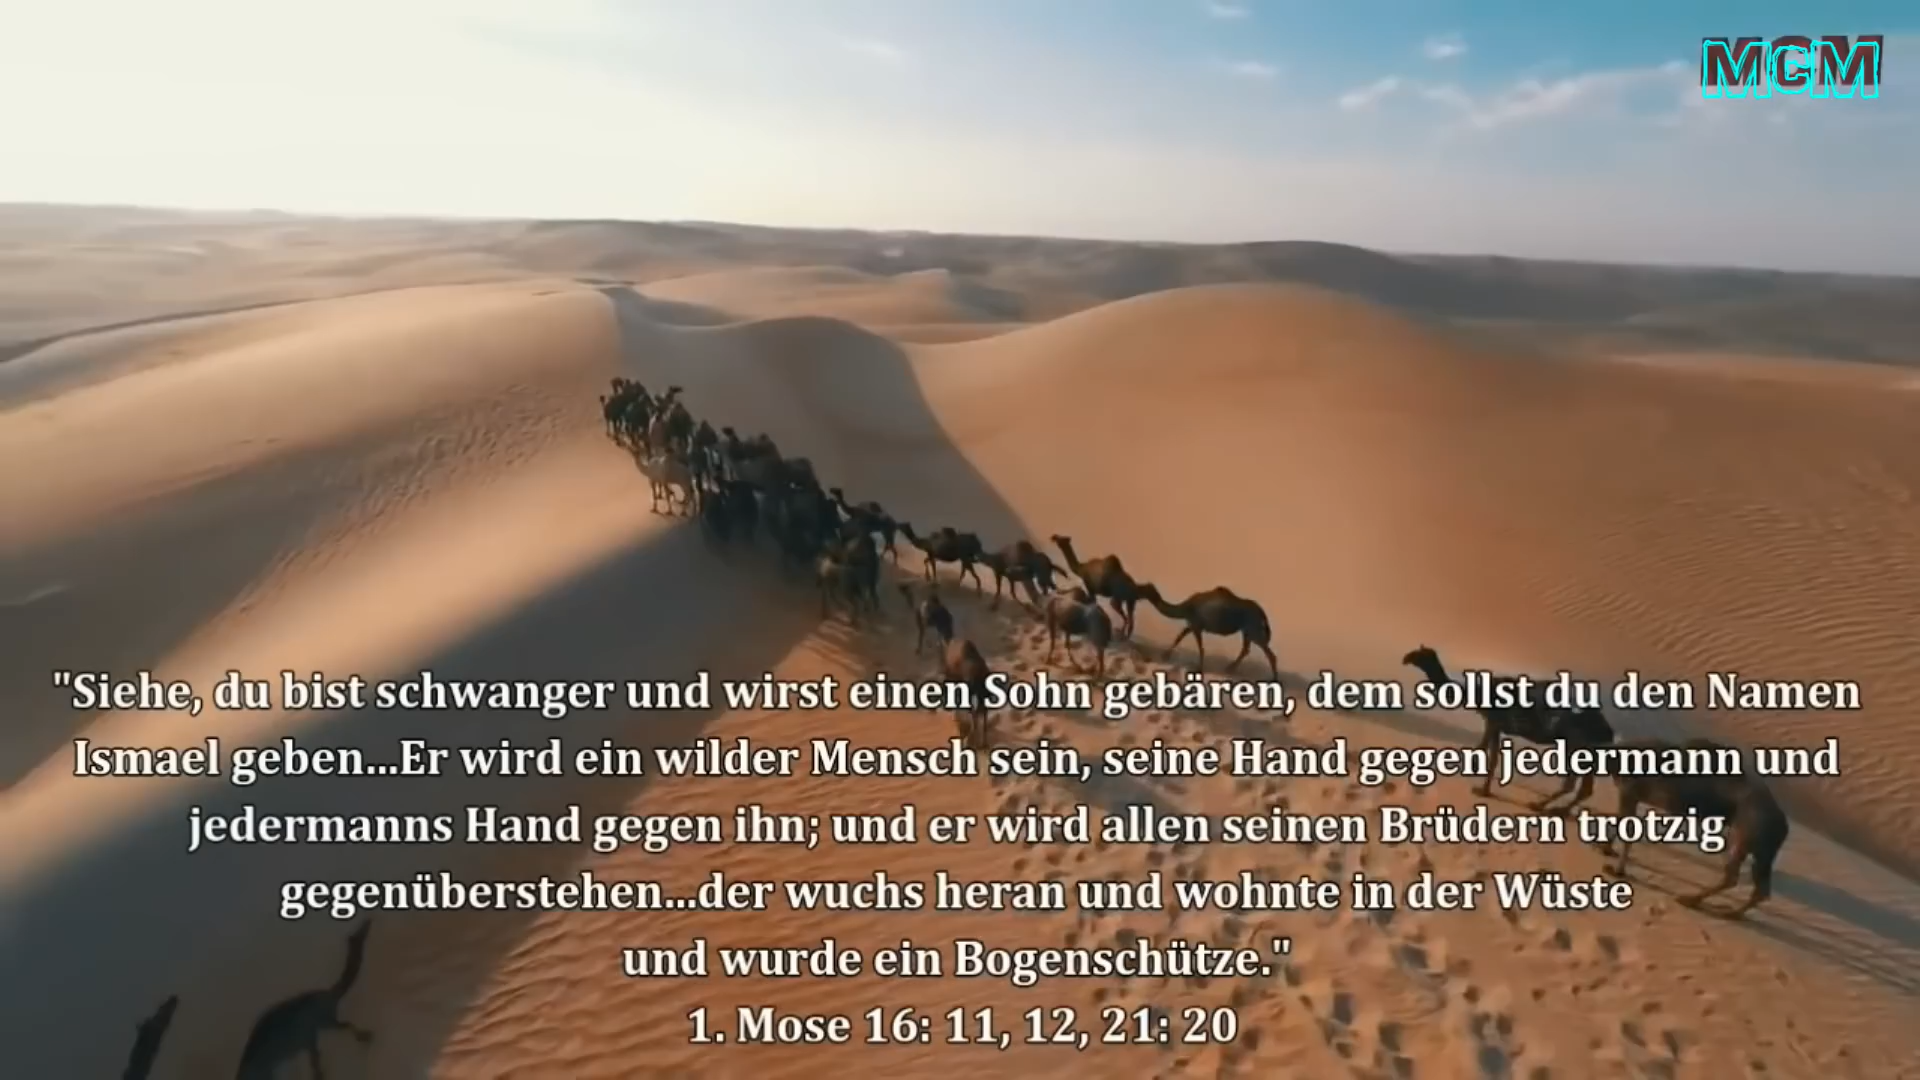 MCM
"Siehe, du bist schwanger und wirst einen Sohn gebären, dem sollst du den Namen
Ismael geben...Er wird ein wilder Mensch sein, seine Hand gegen jedermann und
jedermanns Hand gegen ihn; und er wird allen seinen Brüdern trotzig
gegenüberstehen...der wuchs heran und wohnte in der Wüste
und wurde ein Bogenschütze."
1. Mose 16: 11, 12, 21: 20